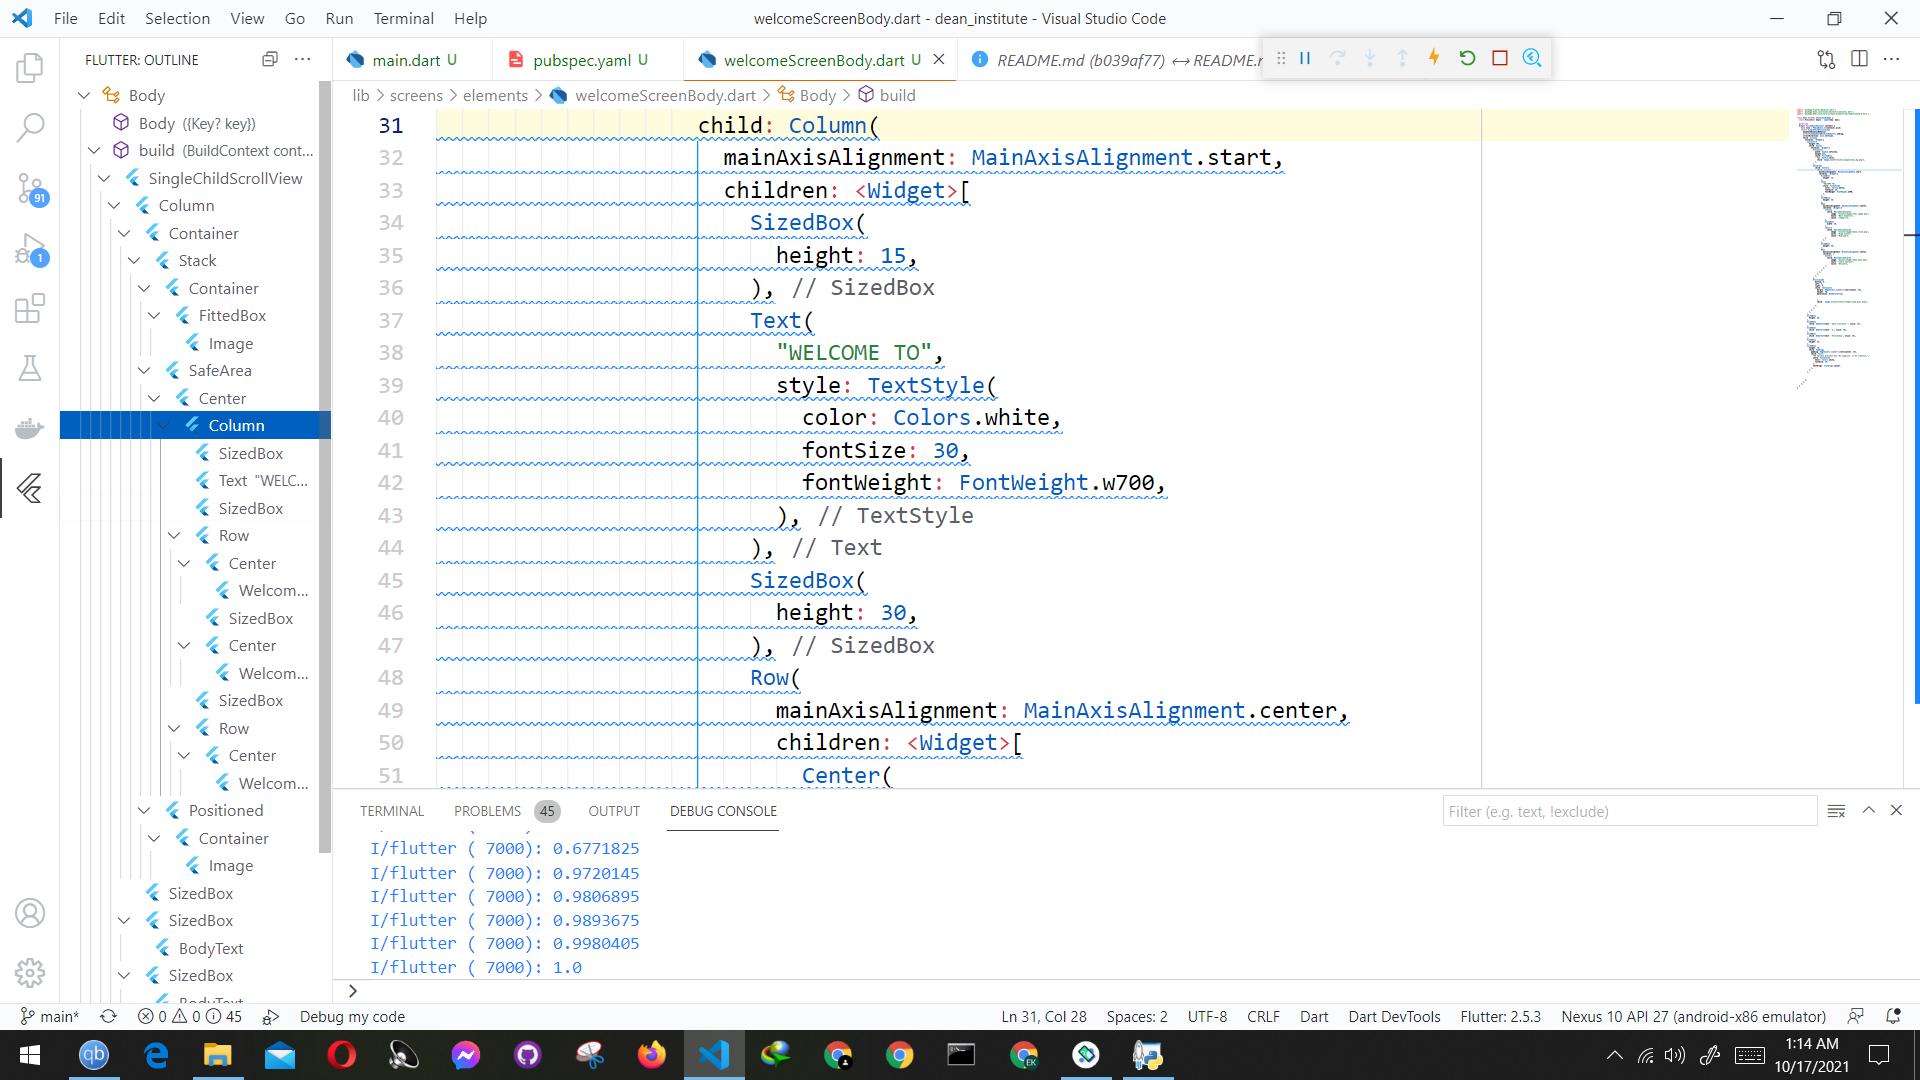 File Edit Selection View Go Run Terminal Help
welcomeScreenBody.dart - dean_institute - Visual Studio Code
FLUTTER: OUTLINE
main.dart U
pubspec.yaml U
welcomeScreenBody.dart U
README.md (b039af77) ↔ README.
lib > screens > elements > welcomeScreenBody.dart > Body > build
91
1
Body
Body ({Key? key})
build (BuildContext cont...
SingleChildScrollView
Column
Container
Stack
Container
FittedBox
Image
SafeArea
Center
Column
SizedBox
Text "WELC...
SizedBox
Row
Center
Welcom...
SizedBox
Center
Welcom...
SizedBox
Row
Center
Welcom...
Positioned
Container
Image
SizedBox
SizedBox
BodyText
SizedBox
BodyText
31 child: Column(
32 mainAxisAlignment: MainAxisAlignment.start,
33 children: <Widget>[
34 SizedBox(
35 height: 15,
36 ), // SizedBox
37 Text(
38 "WELCOME TO",
39 style: TextStyle(
40 color: Colors.white,
41 fontSize: 30,
42 fontWeight: FontWeight.w700,
43 ), // TextStyle
44 ), // Text
45 SizedBox(
46 height: 30,
47 ), // SizedBox
48 Row(
49 mainAxisAlignment: MainAxisAlignment.center,
50 children: <Widget>[
51 Center(
TERMINAL PROBLEMS 45 OUTPUT DEBUG CONSOLE
Filter (e.g. text, !exclude)
I/flutter ( 7000): 0.6771825
I/flutter ( 7000): 0.9720145
I/flutter ( 7000): 0.9806895
I/flutter ( 7000): 0.9893675
I/flutter ( 7000): 0.9980405
I/flutter ( 7000): 1.0
>
main* 0 0 45 Debug my code
Ln 31, Col 28 Spaces: 2 UTF-8 CRLF Dart Dart DevTools Flutter: 2.5.3 Nexus 10 API 27 (android-x86 emulator)
qb
EK
1:14 AM
10/17/2021